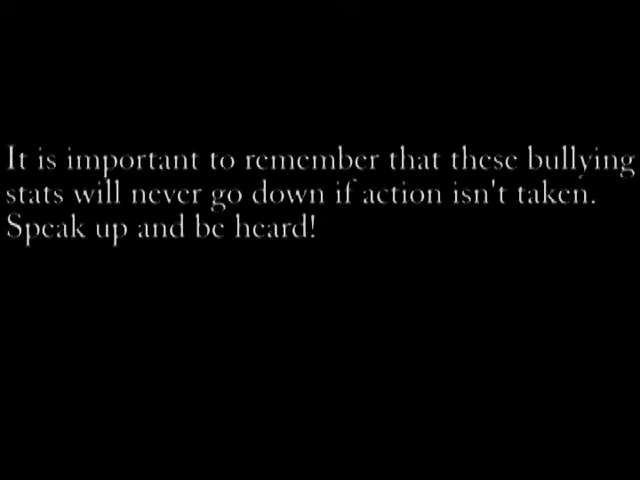 It is important to remember that these bullying
stats will never go down if action isn't taken.
Speak up and be heard!